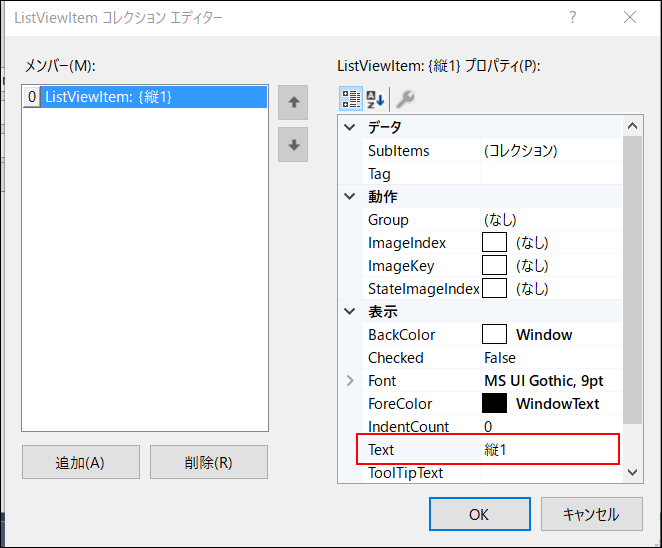 ListViewItem コレクション エディター
メンバー(M):
0 ListViewItem: {縦1}
追加(A) 削除(R)
ListViewItem: {縦1} プロパティ(P):
データ
SubItems (コレクション)
Tag
動作
Group (なし)
ImageIndex (なし)
ImageKey (なし)
StateImageIndex (なし)
表示
BackColor Window
Checked False
Font MS UI Gothic, 9pt
ForeColor WindowText
IndentCount 0
Text 縦1
ToolTipText
OK キャンセル